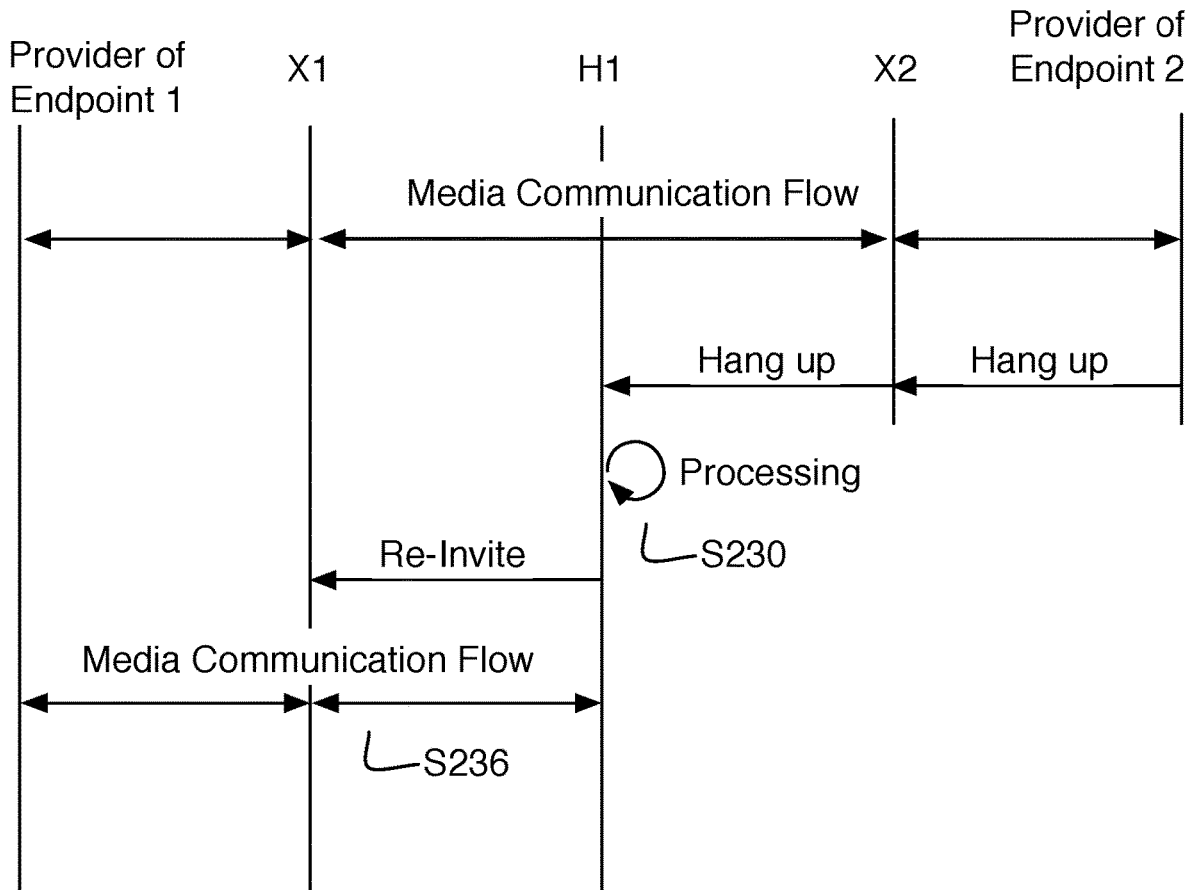 Provider of
Endpoint 1
X1
H1
X2
Provider of
Endpoint 2
Media Communication Flow
Hang up
Hang up
Processing
S230
Re-Invite
Media Communication Flow
S236